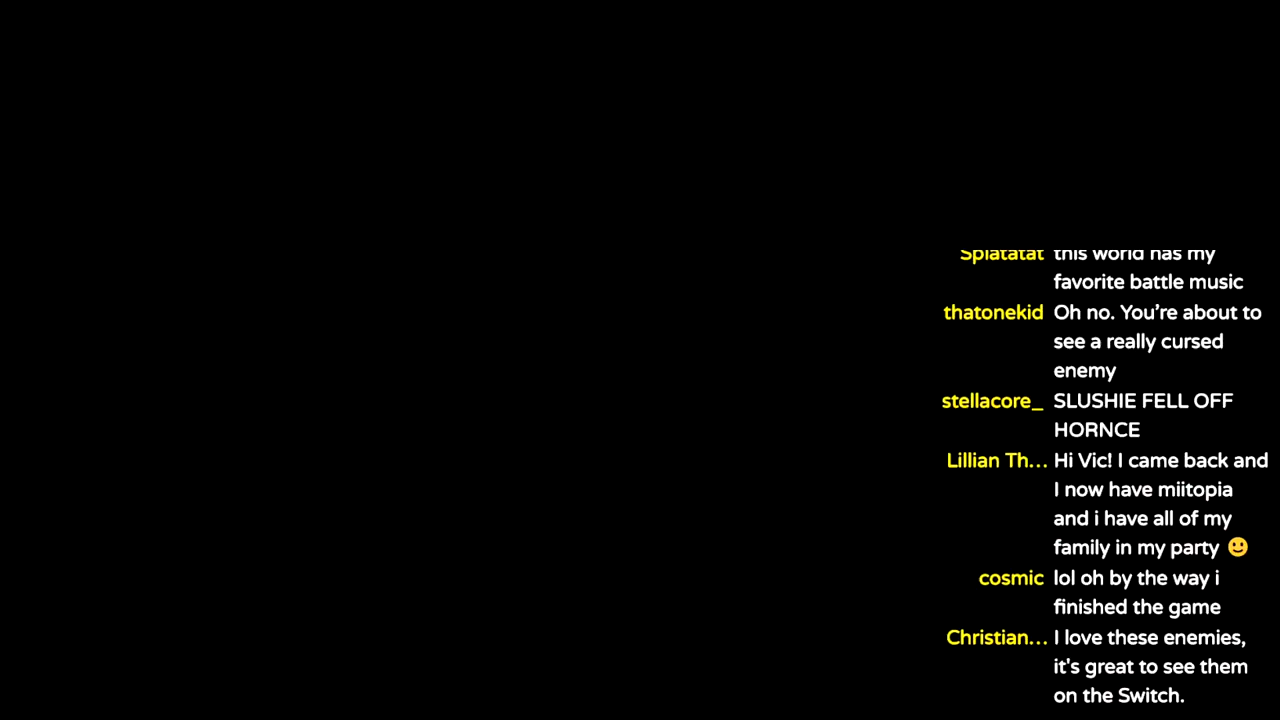 Splatatat this world has my
favorite battle music
thatonekid Oh no. You’re about to
see a really cursed
enemy
stellacore_ SLUSHIE FELL OFF
HORNCE
Lillian Th… Hi Vic! I came back and
I now have miitopia
and i have all of my
family in my party 🙂
cosmic lol oh by the way i
finished the game
Christian… I love these enemies,
it's great to see them
on the Switch.